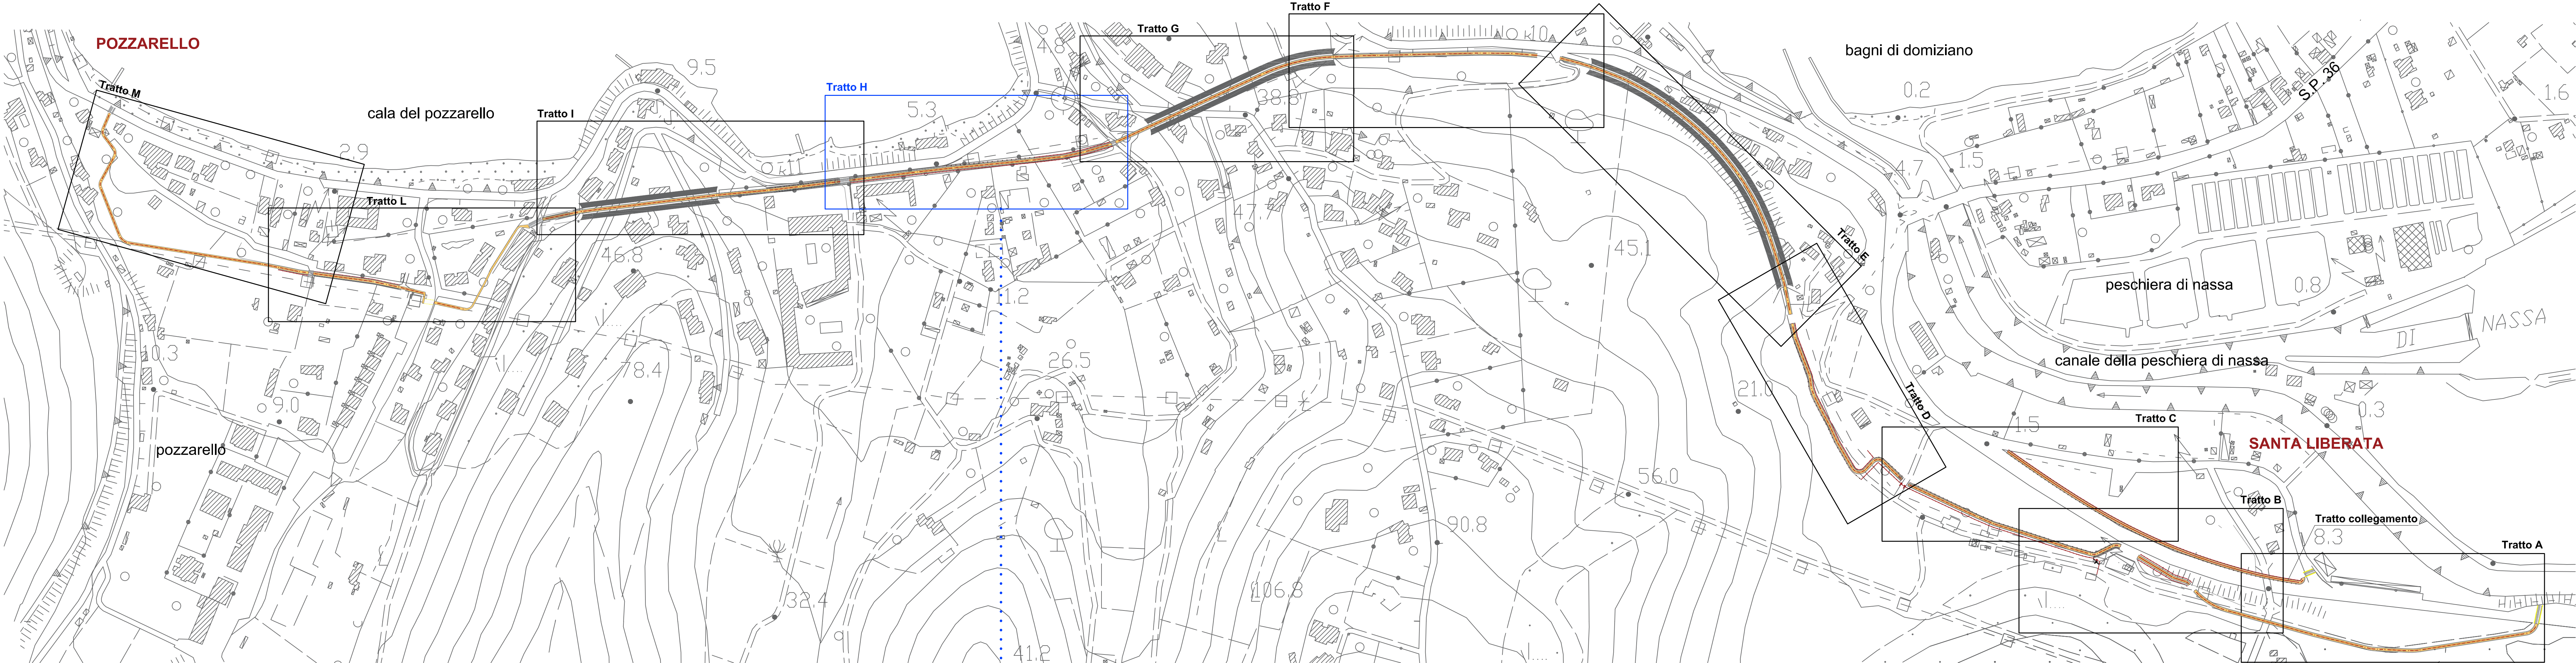 Tratto F
Tratto G
POZZARELLO
bagni di domiziano
S.P. 36
Tratto M
Tratto H
cala del pozzarello
Tratto I
9.5
4.8
10
0.2
1.6
5.3
38.8
2.9
k11
4.7
1.5
Tratto L
47.7
46.8
45.1
Tratto E
peschiera di nassa
0.8
11.2
NASSA
DI
10.3
26.5
canale della peschiera di nassa
78.4
21.0
Tratto D
9.0
0.3
Tratto C
1.5
SANTA LIBERATA
pozzarello
56.0
Tratto B
90.8
Tratto collegamento
8.3
Tratto A
106.8
32.4
41.2